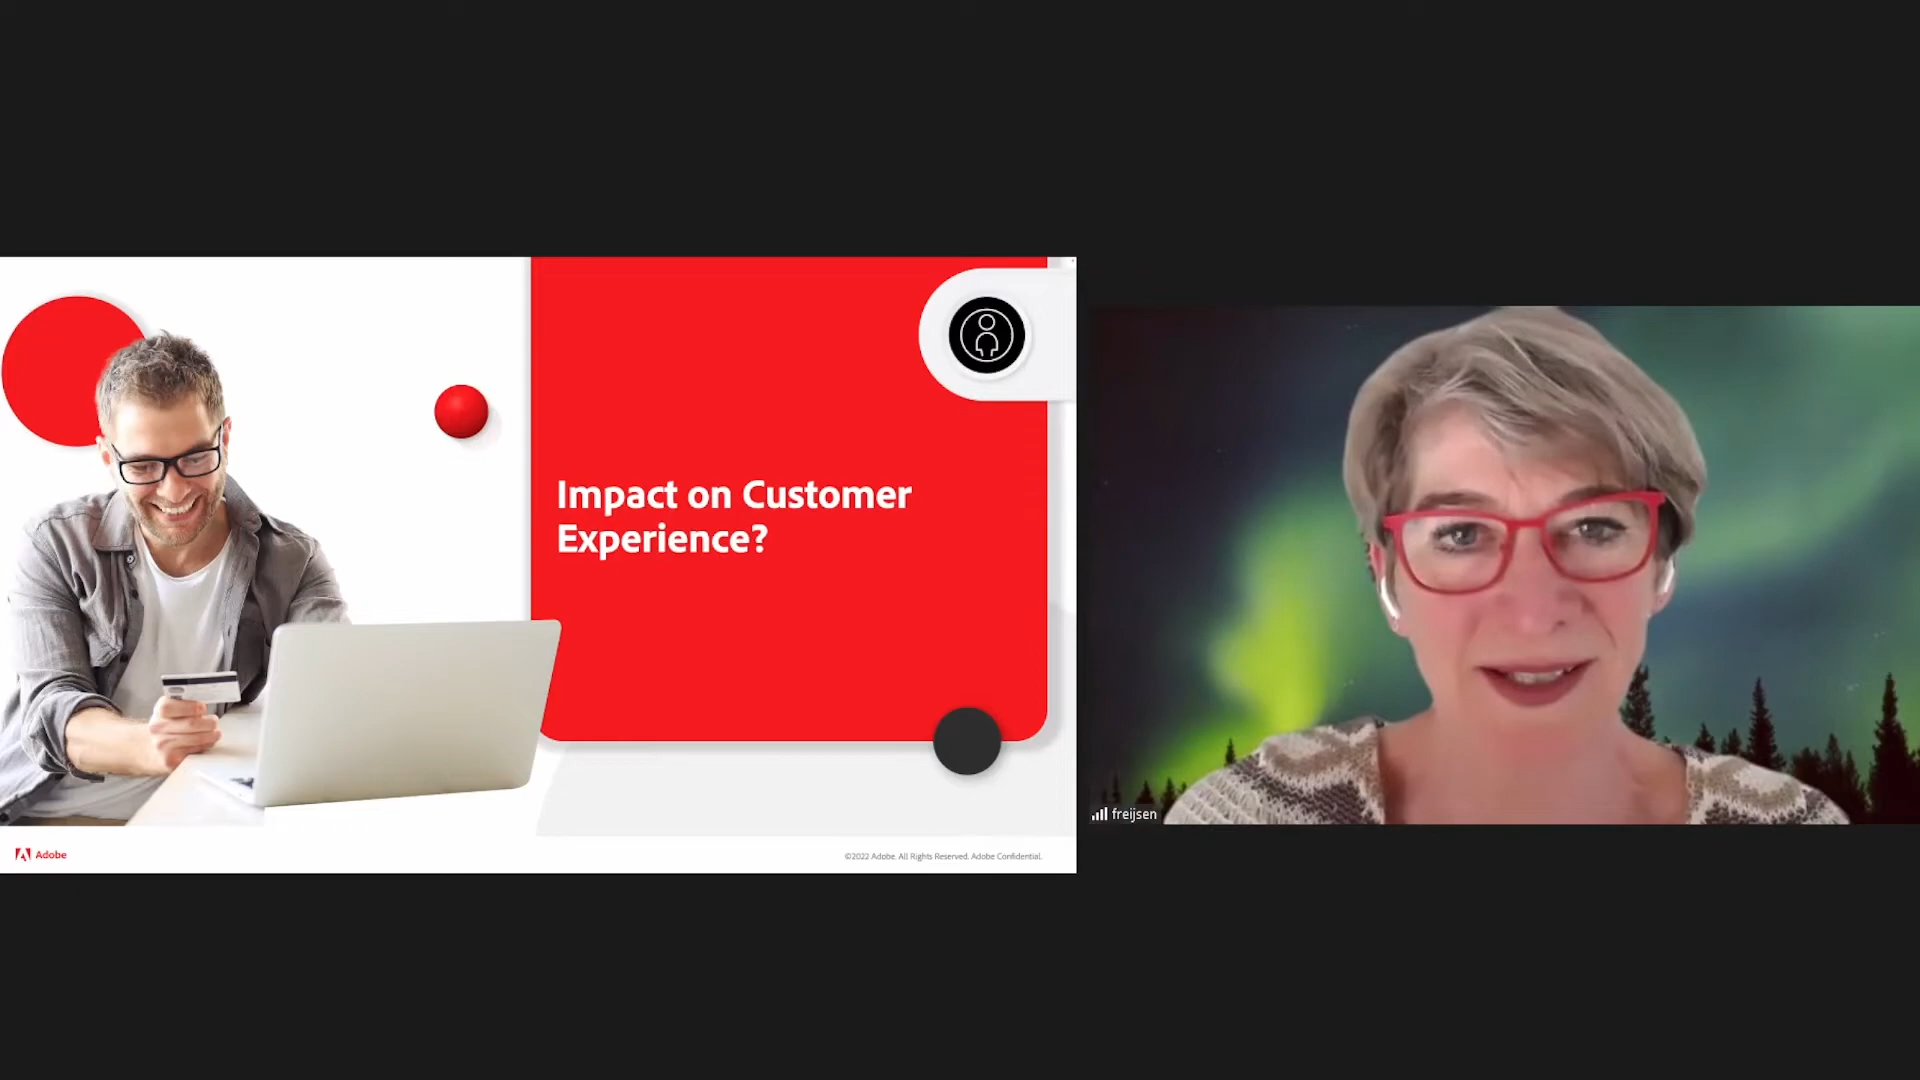 Impact on Customer
Experience?
Adobe
©2022 Adobe. All Rights Reserved. Adobe Confidential.
freijsen